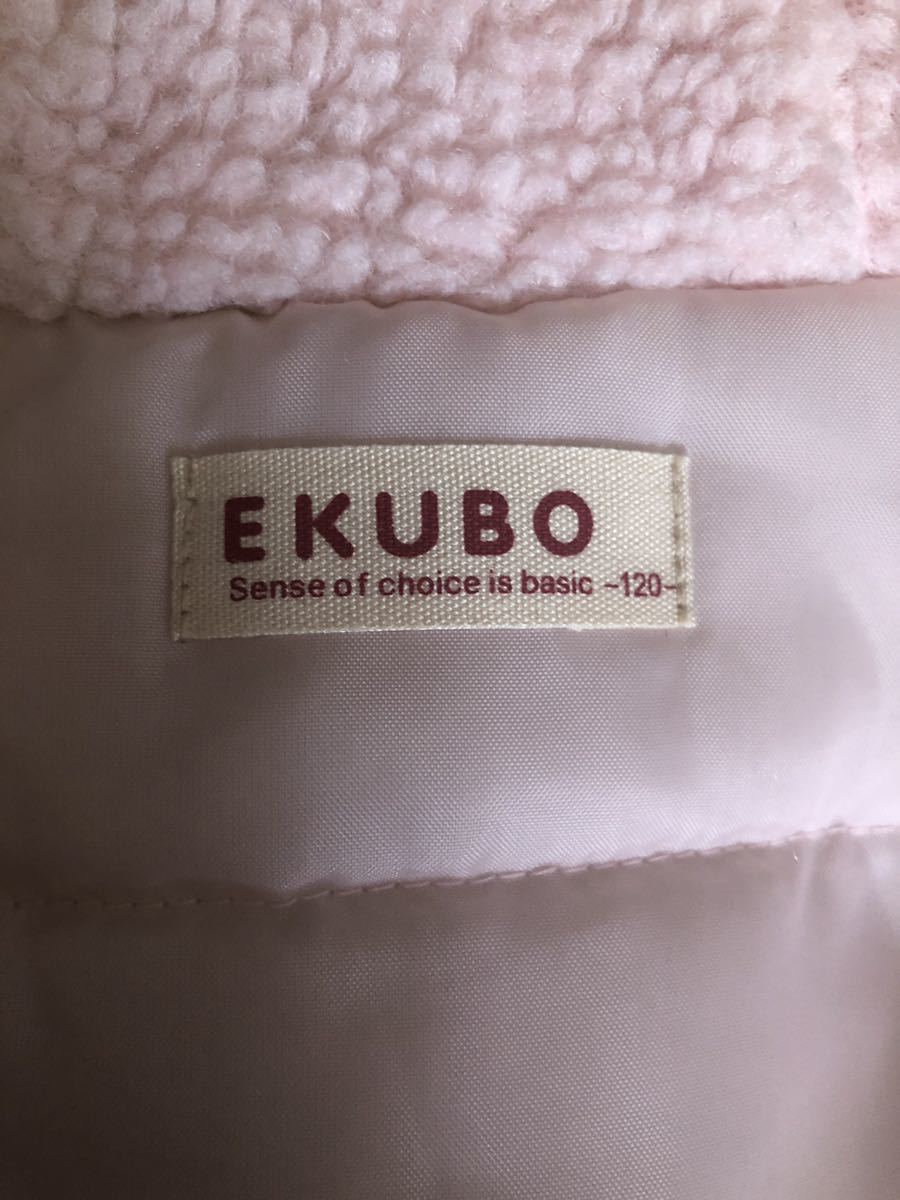 EKUBO
Sense of choice is basic -120-